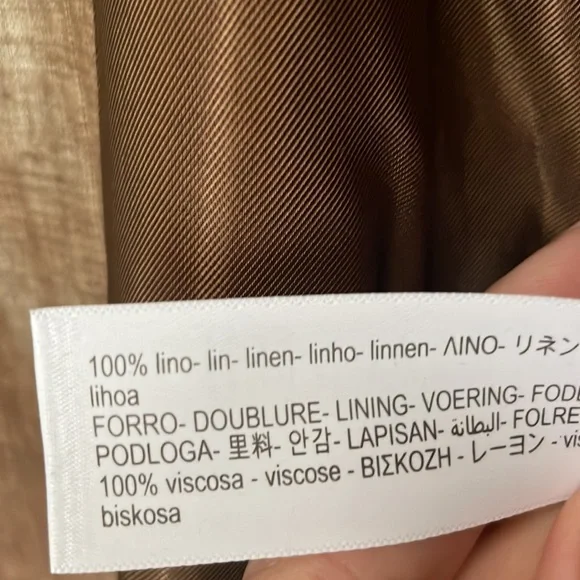 100% lino- lin- linen- linho- linnen- ΛΙΝΟ- リネン
lihoa
FORRO- DOUBLURE- LINING- VOERING- FODE
PODLOGA- 里料- 안감- LAPISAN- البطانة- FOLRE
100% viscosa - viscose - ΒΙΣΚΟΖΗ - レーヨン - vis
biskosa